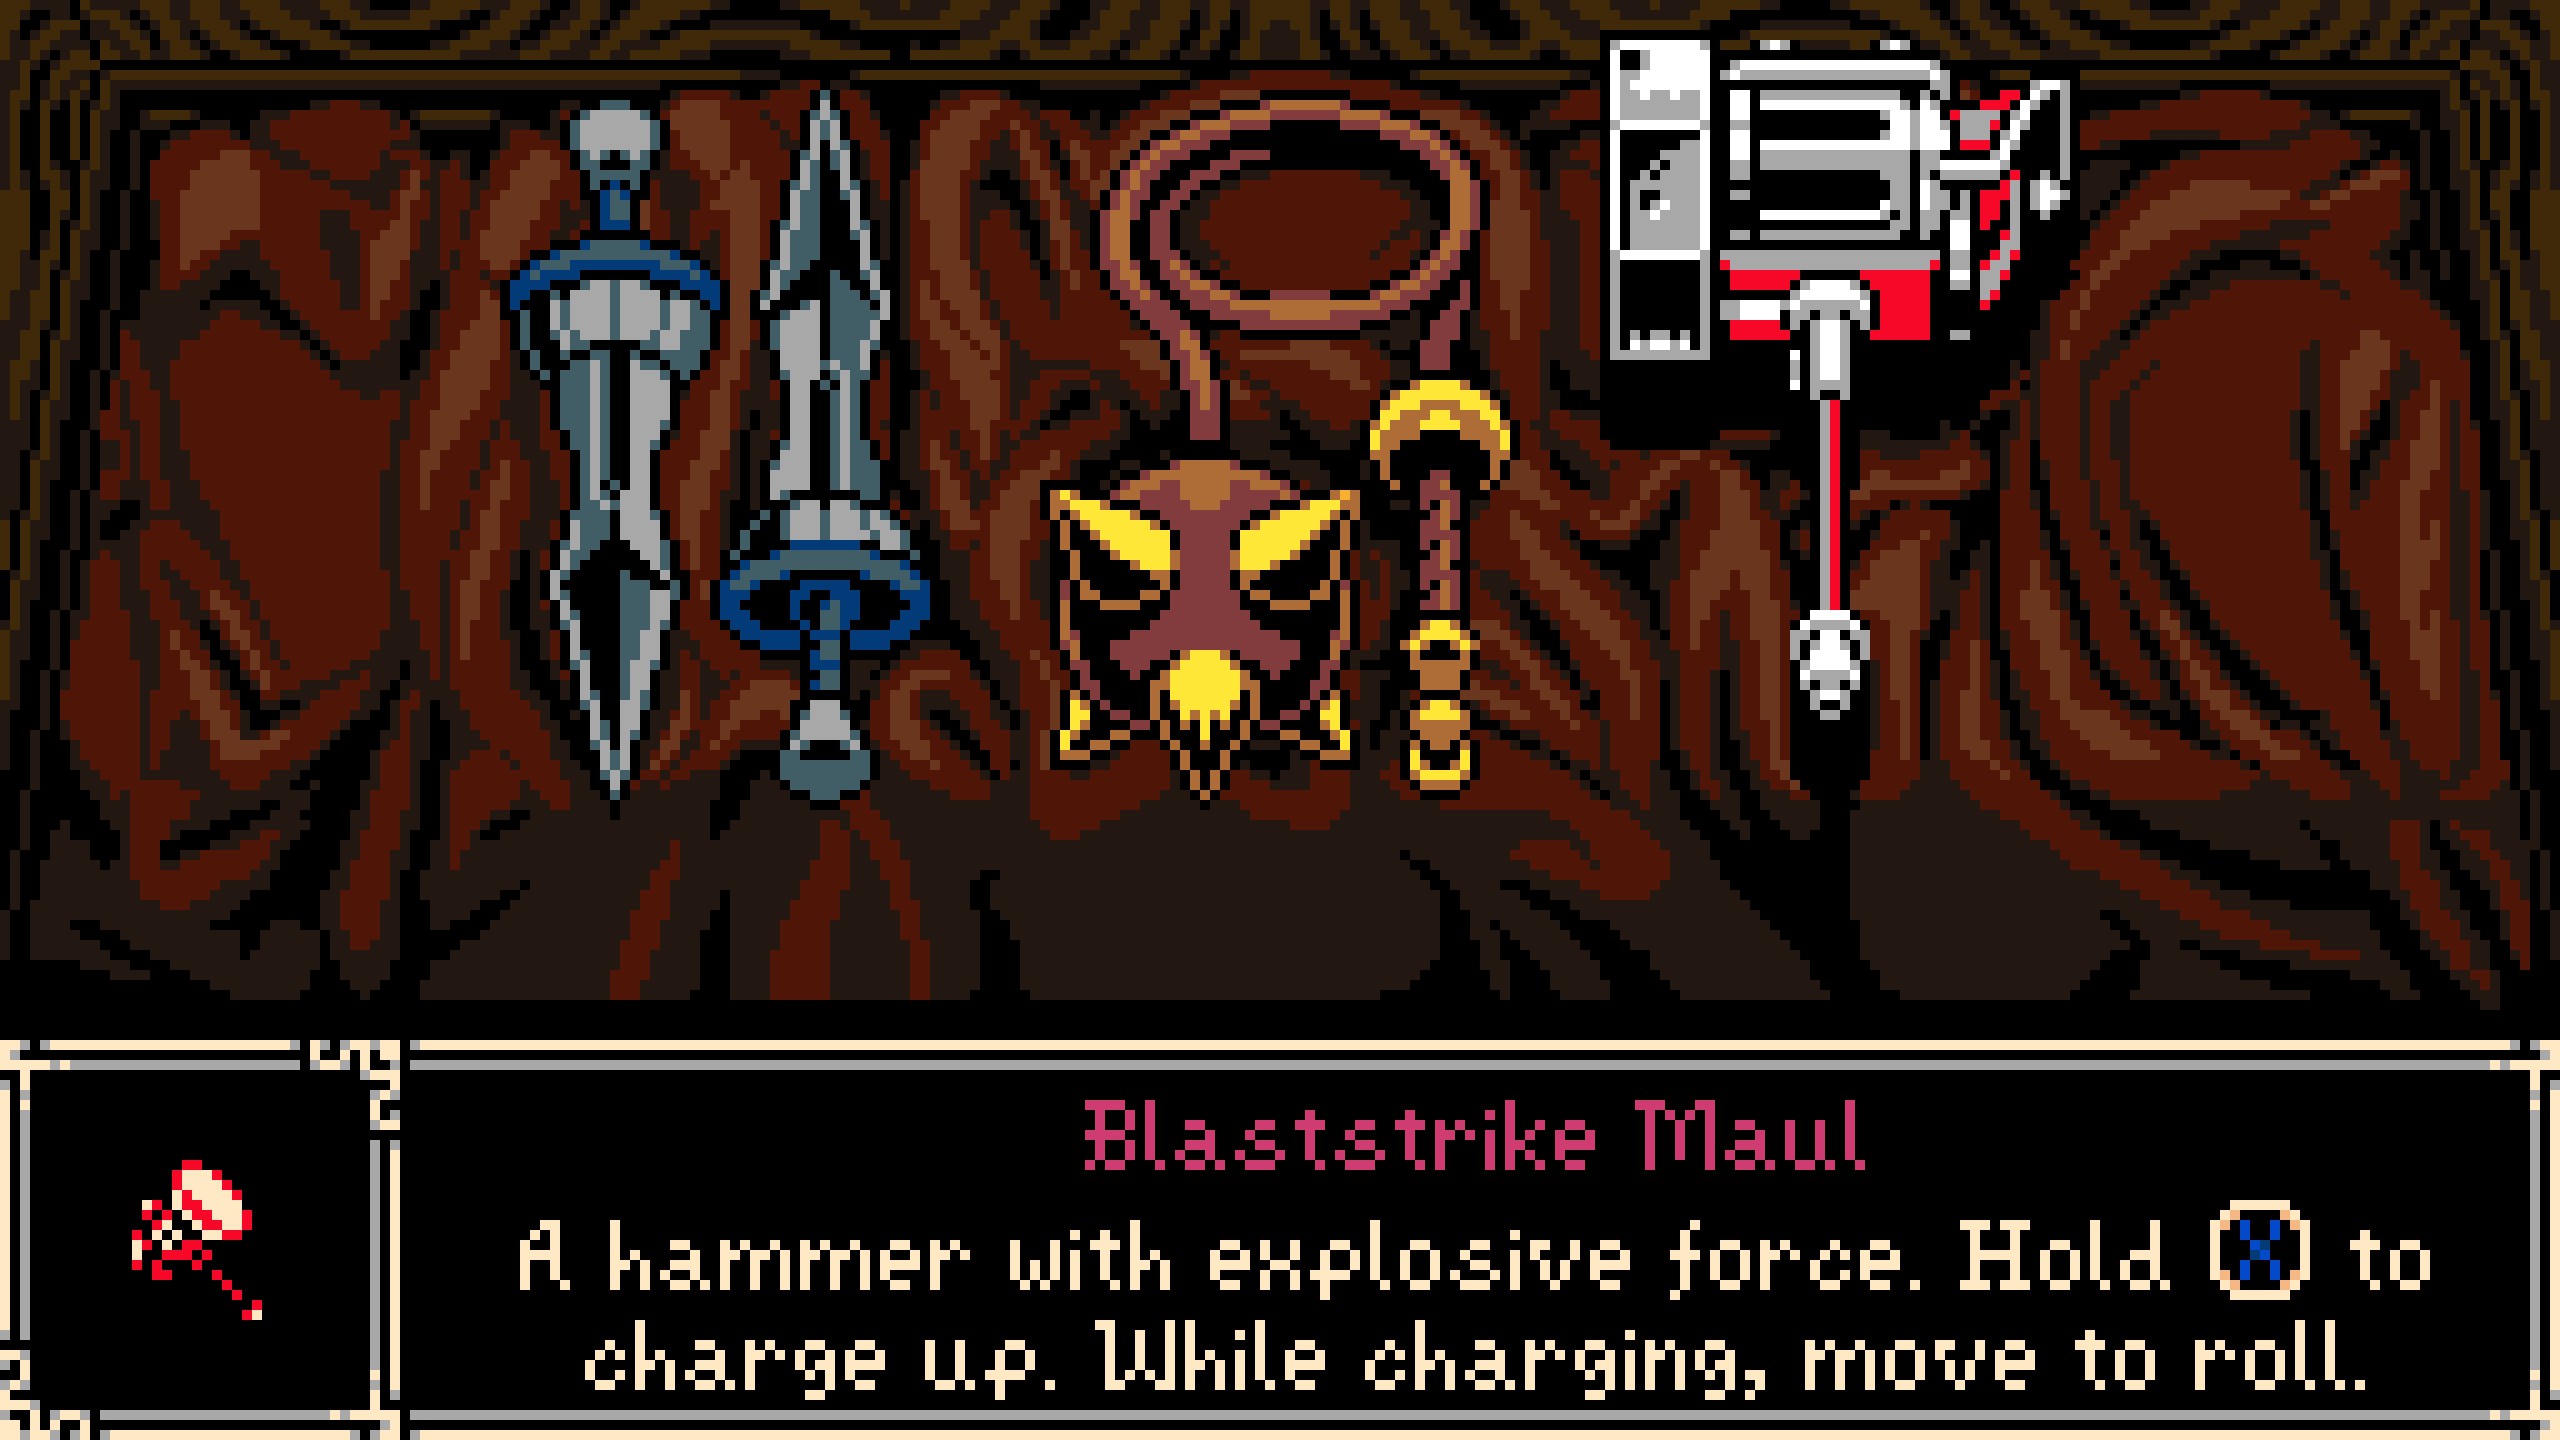 Blaststrike Maul
A hammer with explosive force. Hold X to
charge up. While charging, move to roll.